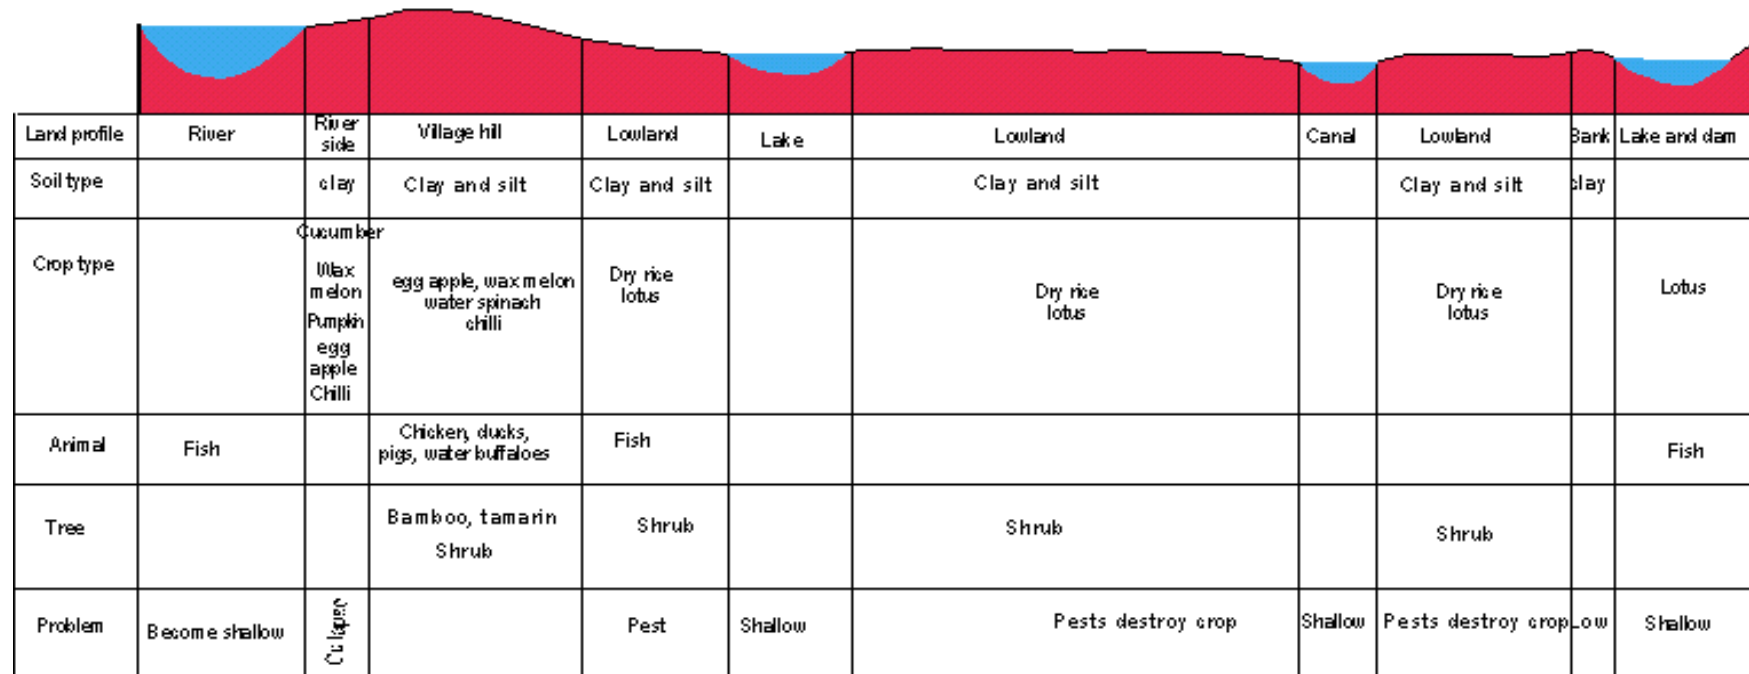 Land profile River River side Village hill Lowland Lake Lowland Canal Lowland Bank Lake and dam
Soil type clay Clay and silt Clay and silt Clay and silt Clay and silt clay
Crop type
Cucumber
Wax
melon
Pumpkin
egg
apple
Chilli
egg apple, wax melon
water spinach
chilli
Dry rice
lotus
Dry rice
lotus
Dry rice
lotus
Lotus
Animal Fish
Chicken, ducks,
pigs, water buffaloes
Fish
Fish
Tree
Bamboo, tamarin
Shrub
Shrub
Shrub
Shrub
Problem Become shallow Pest Shallow Pests destroy crop Shallow Pests destroy crop Low Shallow